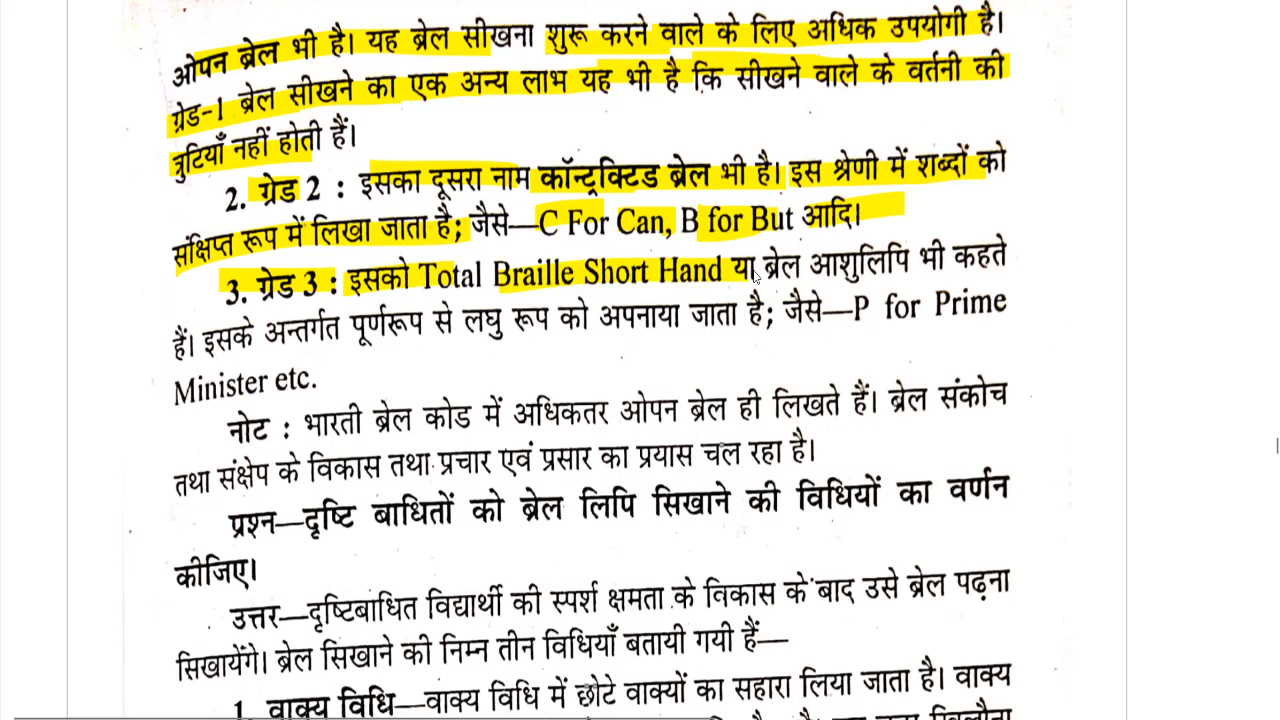 ओपन ब्रेल भी है। यह ब्रेल सीखना शुरू करने वाले के लिए अधिक उपयोगी है।
ग्रेड-1 ब्रेल सीखने का एक अन्य लाभ यह भी है कि सीखने वाले के वर्तनी की
त्रुटियाँ नहीं होती हैं।
2. ग्रेड 2 : इसका दूसरा नाम कॉन्ट्रक्टिड ब्रेल भी है। इस श्रेणी में शब्दों को
संक्षिप्त रूप में लिखा जाता है; जैसे—C For Can, B for But आदि।
3. ग्रेड 3 : इसको Total Braille Short Hand या ब्रेल आशुलिपि भी कहते
हैं। इसके अन्तर्गत पूर्णरूप से लघु रूप को अपनाया जाता है; जैसे—P for Prime
Minister etc.
नोट : भारती ब्रेल कोड में अधिकतर ओपन ब्रेल ही लिखते हैं। ब्रेल संकोच
तथा संक्षेप के विकास तथा प्रचार एवं प्रसार का प्रयास चल रहा है।
प्रश्न—दृष्टि बाधितों को ब्रेल लिपि सिखाने की विधियों का वर्णन
कीजिए।
उत्तर—दृष्टिबाधित विद्यार्थी की स्पर्श क्षमता के विकास के बाद उसे ब्रेल पढ़ना
सिखायेंगे। ब्रेल सिखाने की निम्न तीन विधियाँ बतायी गयी हैं—
1. वाक्य विधि—वाक्य विधि में छोटे वाक्यों का सहारा लिया जाता है। वाक्य